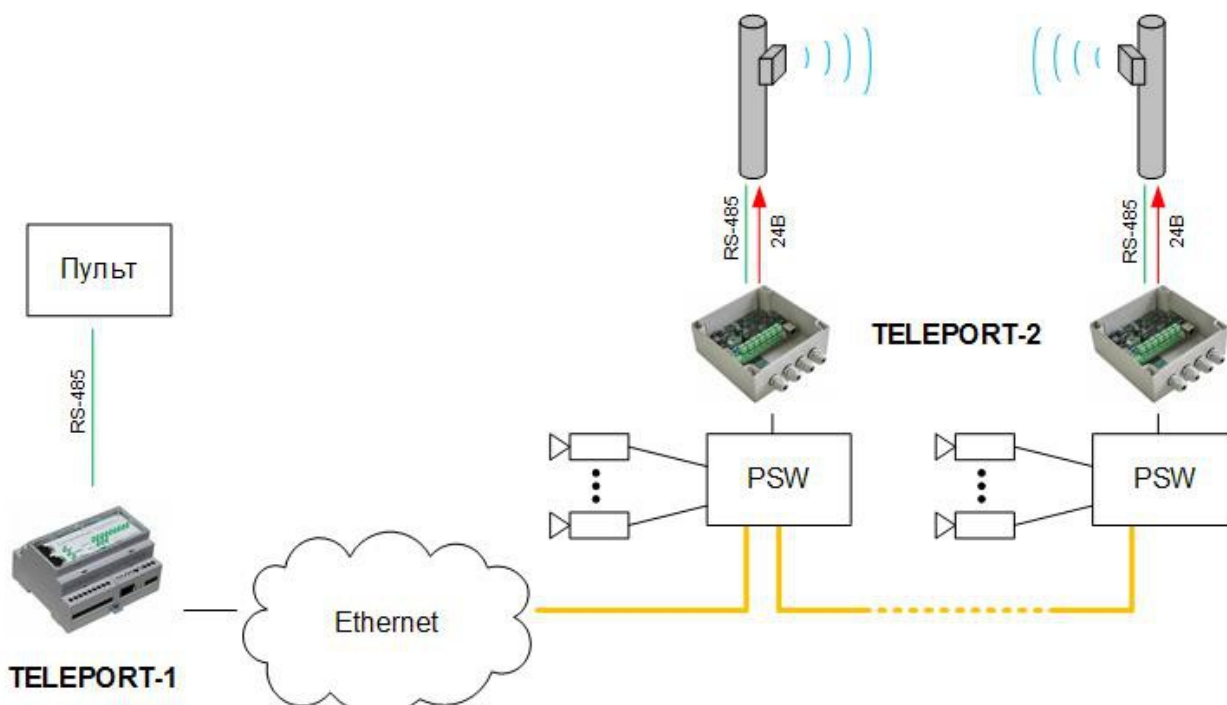 RS-485
24В
RS-485
24В
Пульт
TELEPORT-2
RS-485
PSW
PSW
Ethernet
TELEPORT-1